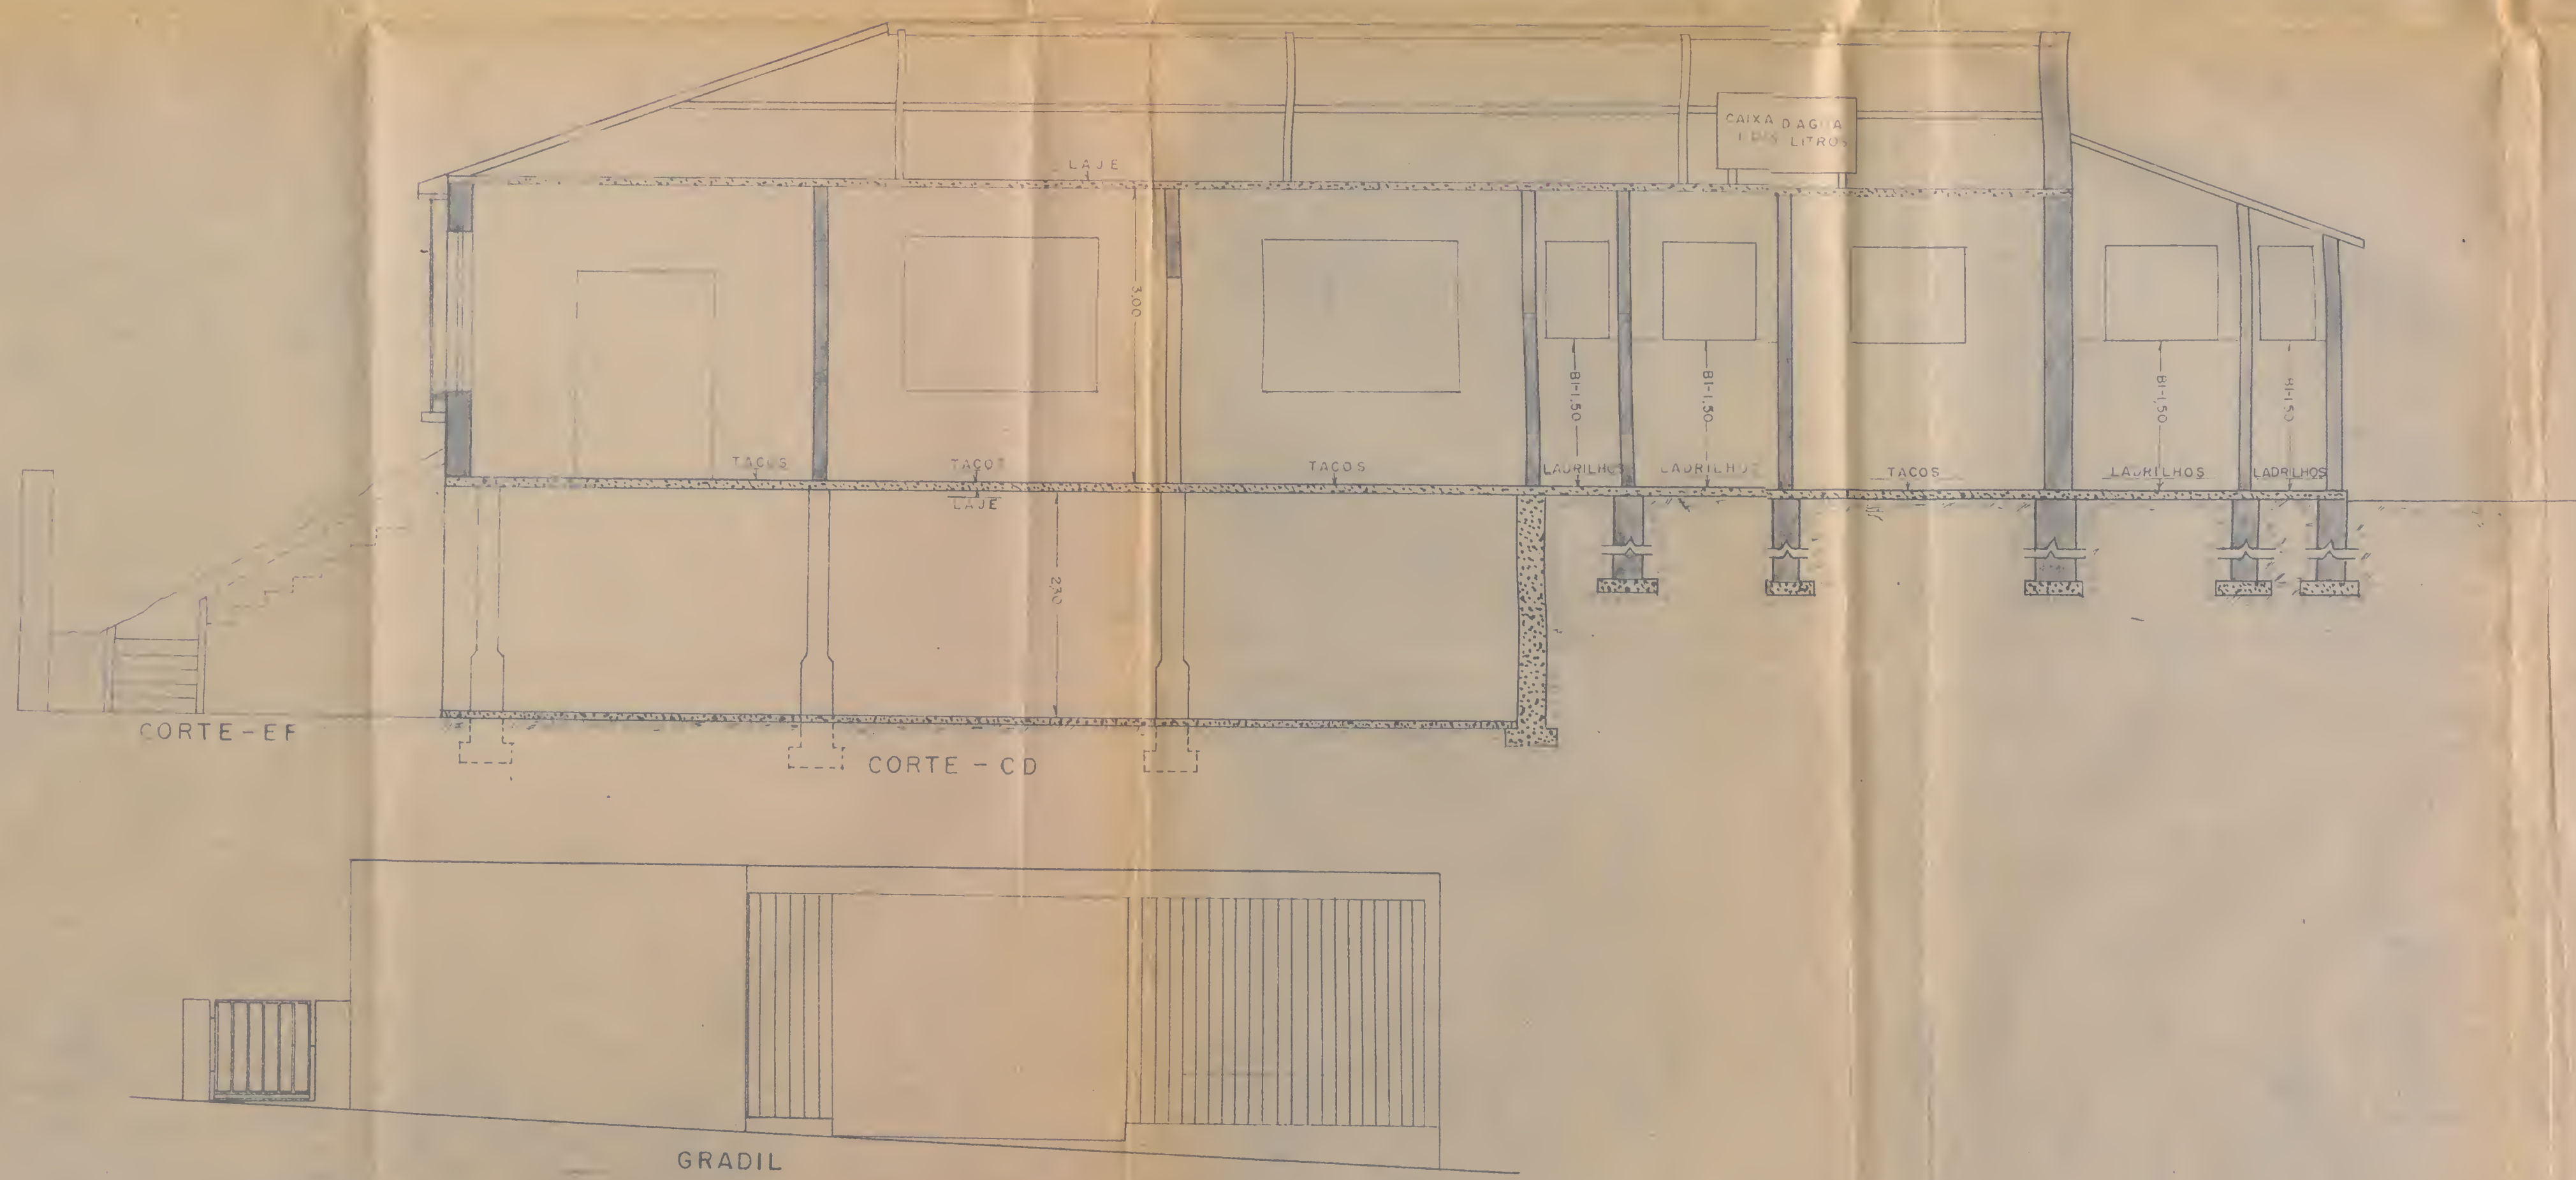 LAJE
CAIXA D'AGUA
LITROS
3,00
BI-1,50
BI-1,50
BI-1,50
BI-1,50
TACOS
TACOS
TACOS
LADRILHOS
LADRILHOS
TACOS
LADRILHOS
LADRILHOS
LAJE
2,30
CORTE-EF
CORTE - CD
GRADIL